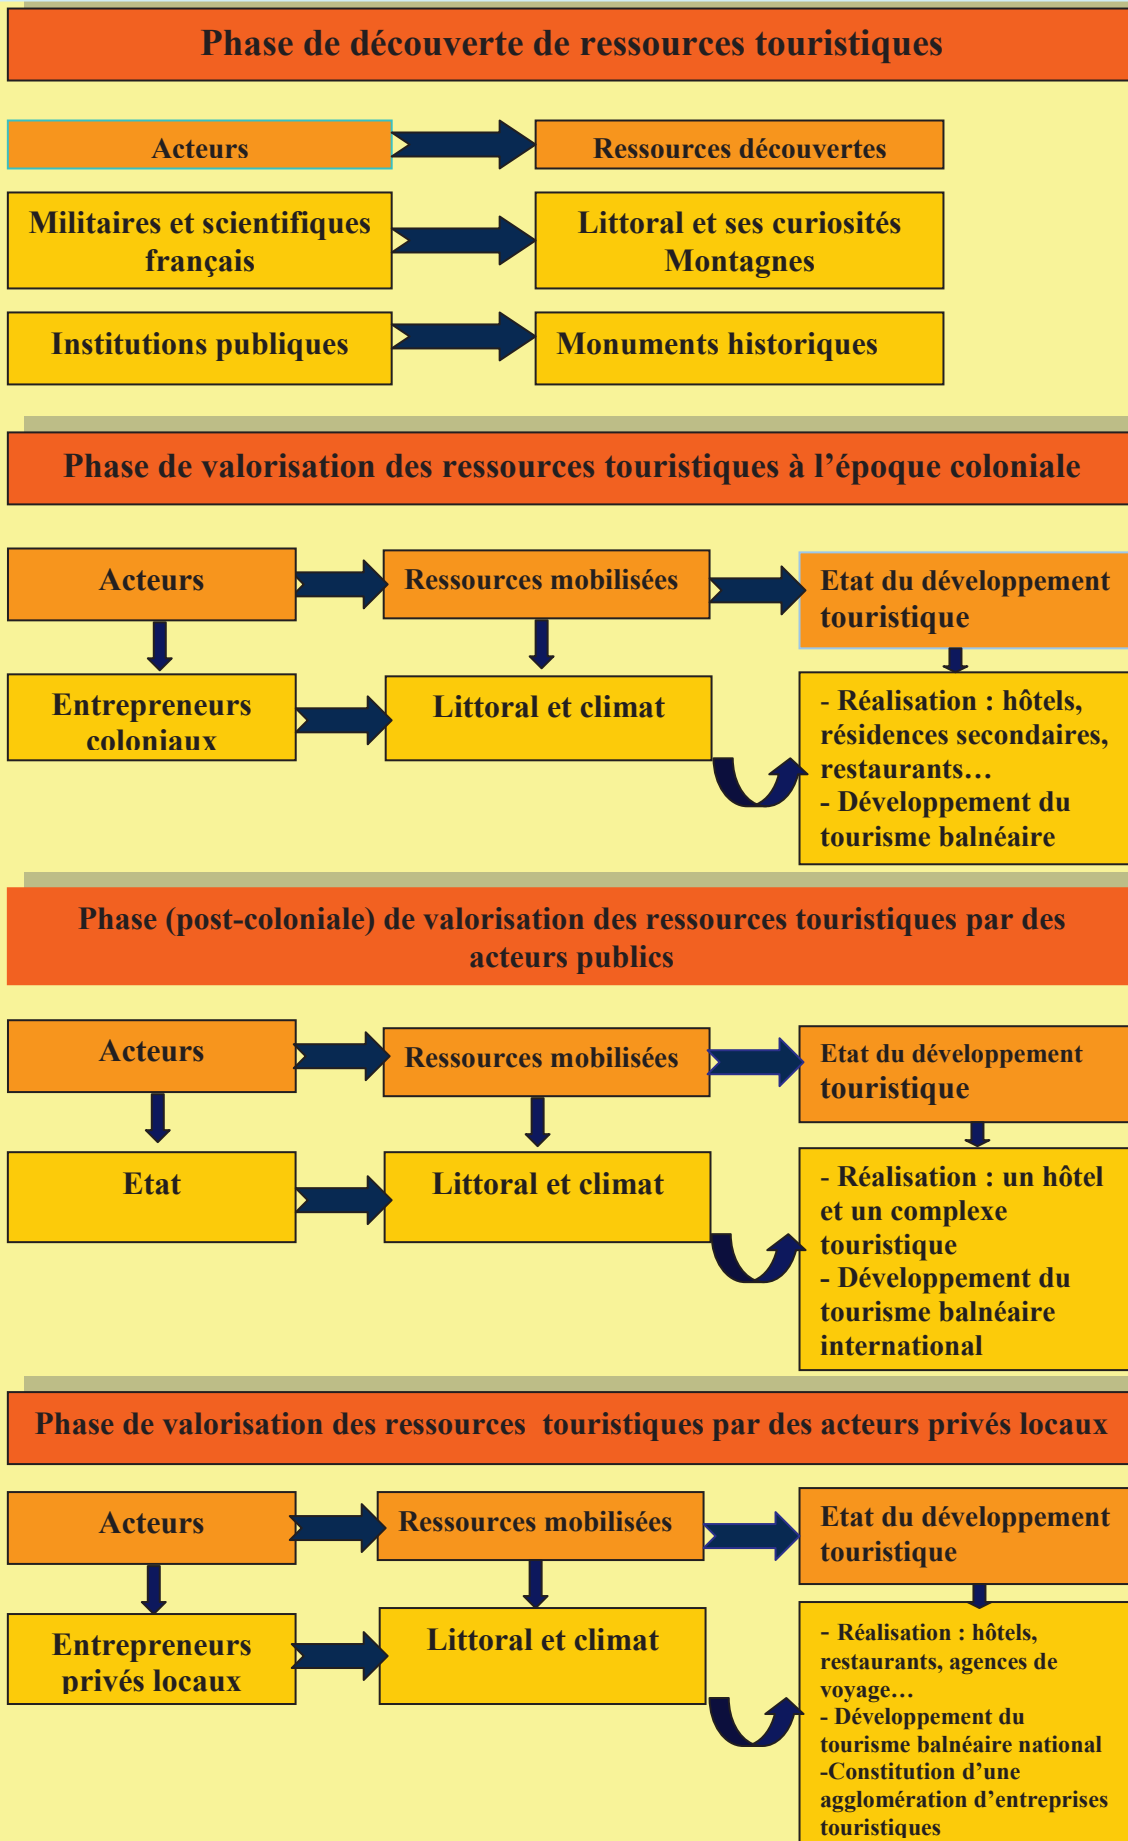 Phase de découverte de ressources touristiques
Acteurs
Ressources découvertes
Militaires et scientifiques
français
Littoral et ses curiosités
Montagnes
Institutions publiques
Monuments historiques
Phase de valorisation des ressources touristiques à l’époque coloniale
Acteurs
Ressources mobilisées
Etat du développement
touristique
Entrepreneurs
coloniaux
Littoral et climat
- Réalisation : hôtels,
résidences secondaires,
restaurants…
- Développement du
tourisme balnéaire
Phase (post-coloniale) de valorisation des ressources touristiques par des
acteurs publics
Acteurs
Ressources mobilisées
Etat du développement
touristique
Etat
Littoral et climat
- Réalisation : un hôtel
et un complexe
touristique
- Développement du
tourisme balnéaire
international
Phase de valorisation des ressources  touristiques par des acteurs privés locaux
Acteurs
Ressources mobilisées
Etat du développement
touristique
Entrepreneurs
privés locaux
Littoral et climat
- Réalisation : hôtels,
restaurants, agences de
voyage…
- Développement du
tourisme balnéaire national
-Constitution d’une
agglomération d’entreprises
touristiques